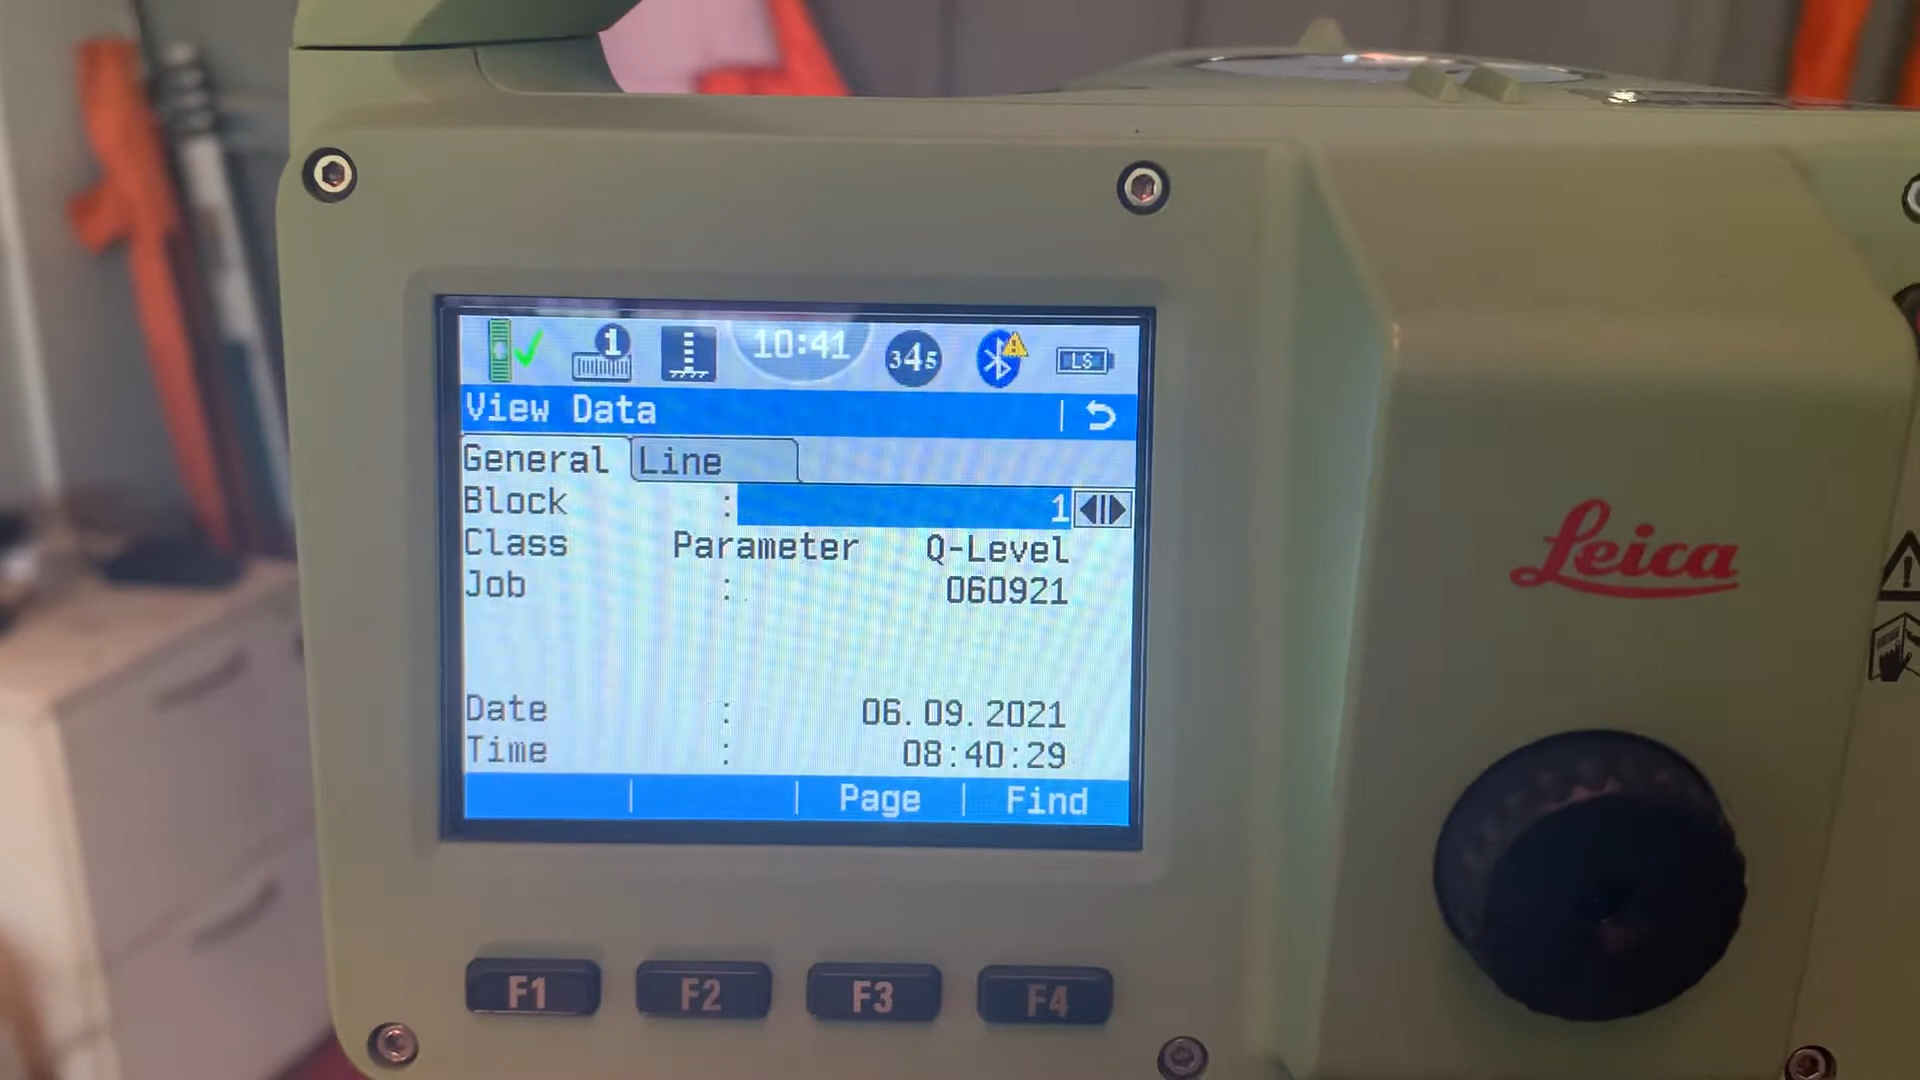 1 10:41 345 LS
View Data
General Line
Block : 1
Class Parameter Q-Level
Job : 060921
Date : 06.09.2021
Time : 08:40:29
Page Find
Leica
F1 F2 F3 F4